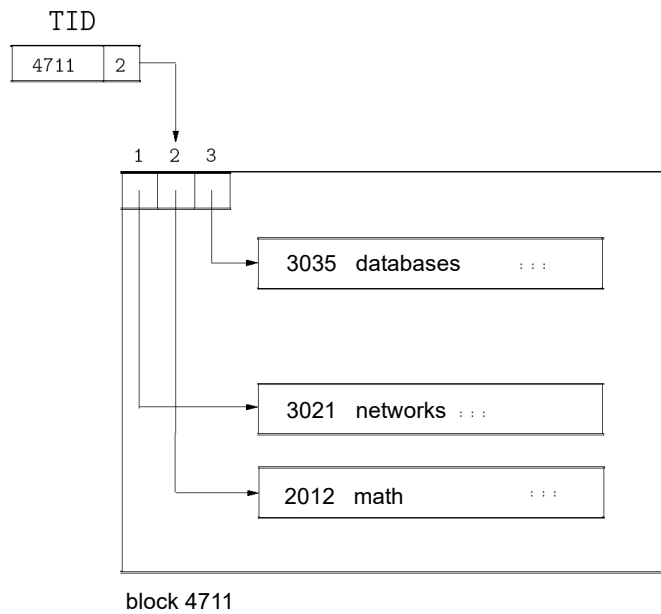 TID
4711 2
1 2 3
3035 databases : : :
3021 networks : : :
2012 math : : :
block 4711